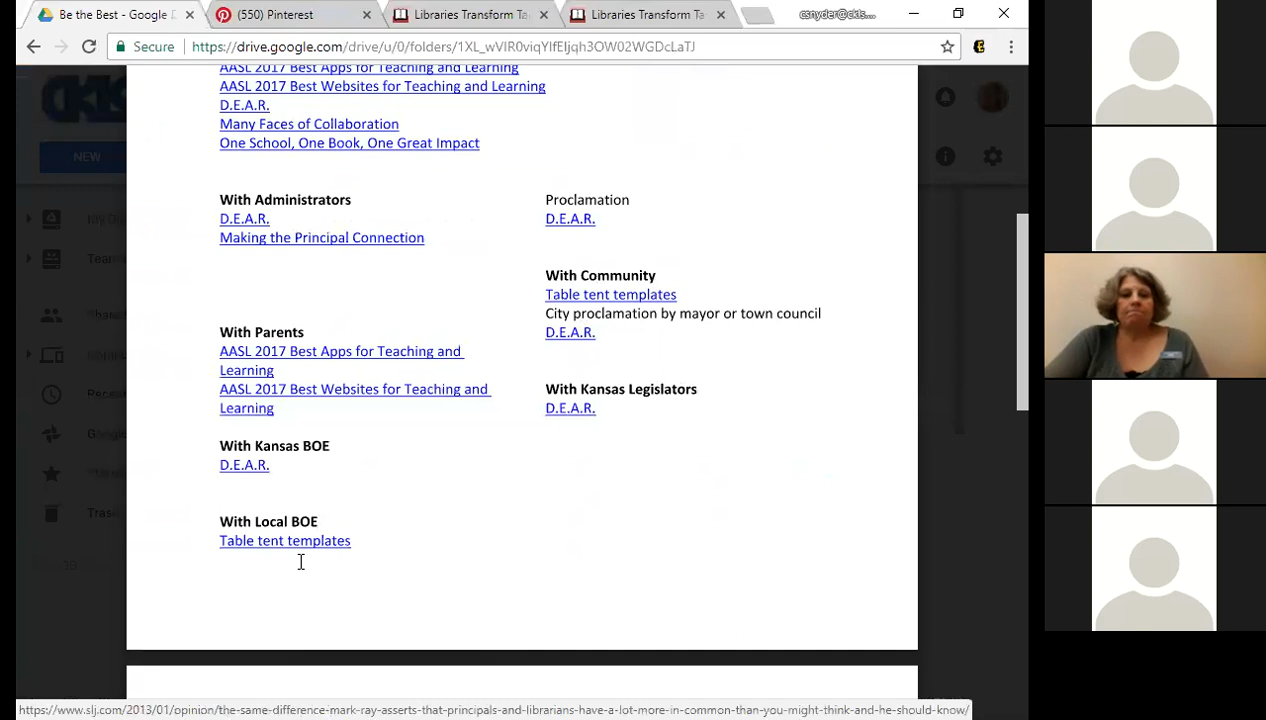 Be the Best - Google D
(550) Pinterest
Libraries Transform Ta
Libraries Transform Ta
csnyder@ckts...
Secure
https://drive.google.com/drive/u/0/folders/1XL_wVIR0viqYlfEIjqh3OW02WGDcLaTJ
NEW
AASL 2017 Best Apps for Teaching and Learning
AASL 2017 Best Websites for Teaching and Learning
D.E.A.R.
Many Faces of Collaboration
One School, One Book, One Great Impact
With Administrators
D.E.A.R.
Making the Principal Connection
With Parents
AASL 2017 Best Apps for Teaching and
Learning
AASL 2017 Best Websites for Teaching and
Learning
With Kansas BOE
D.E.A.R.
With Local BOE
Table tent templates
Proclamation
D.E.A.R.
With Community
Table tent templates
City proclamation by mayor or town council
D.E.A.R.
With Kansas Legislators
D.E.A.R.
https://www.slj.com/2013/01/opinion/the-same-difference-mark-ray-asserts-that-principals-and-librarians-have-a-lot-more-in-common-than-you-might-think-and-he-should-know/